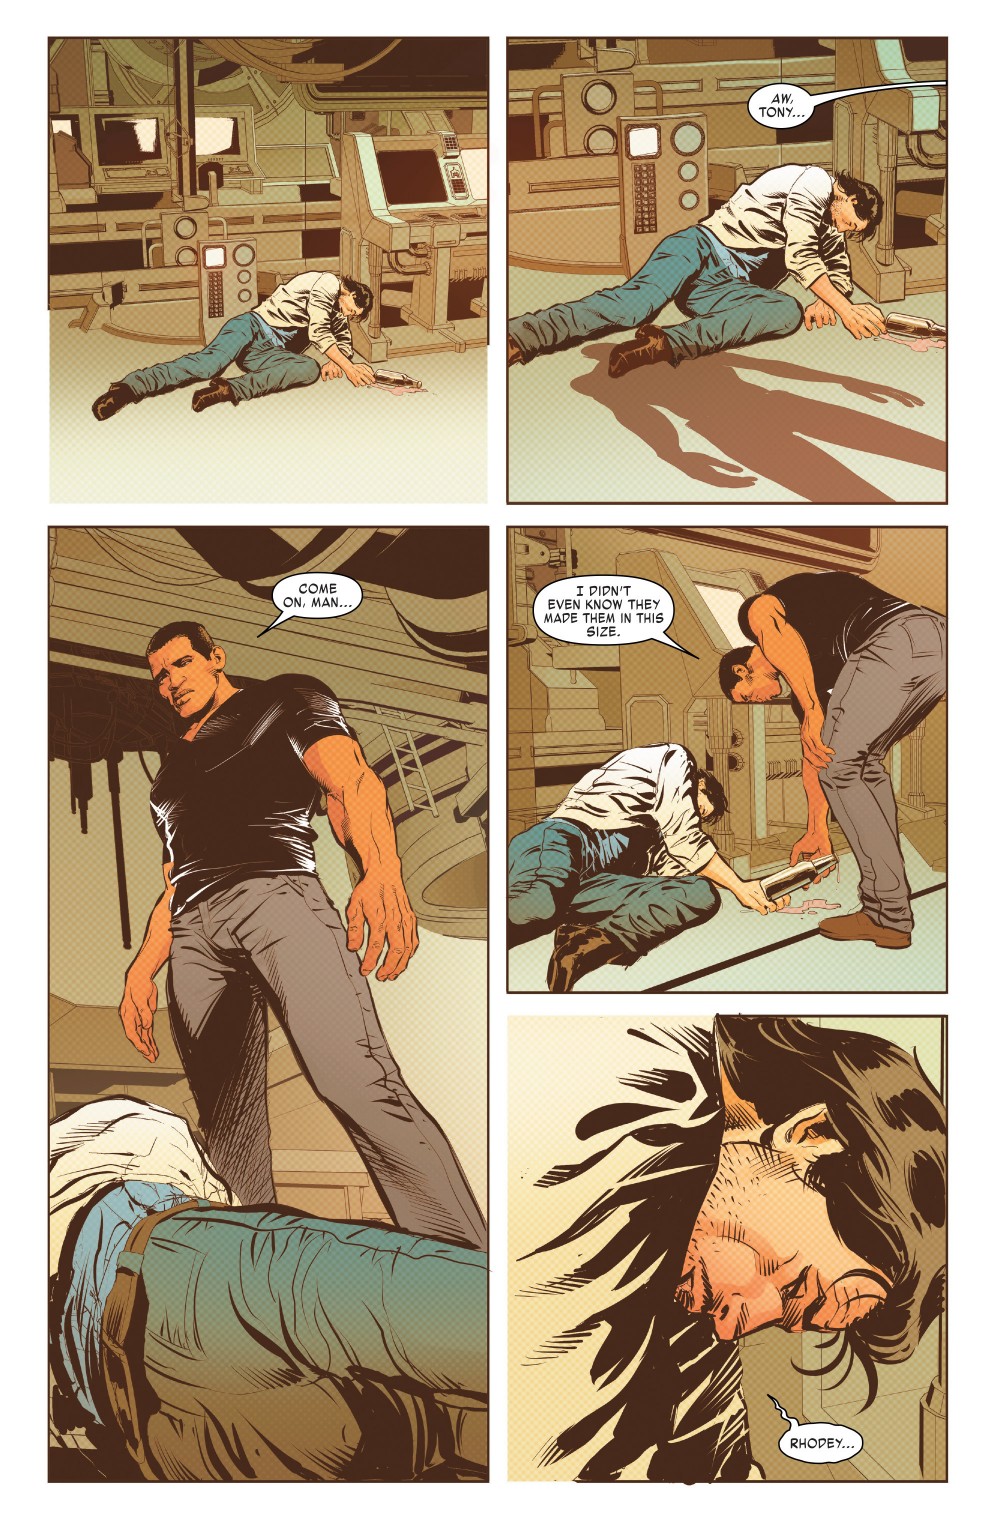 AW,
TONY...
COME
ON, MAN...
I DIDN'T
EVEN KNOW THEY
MADE THEM IN THIS
SIZE.
RHODEY...